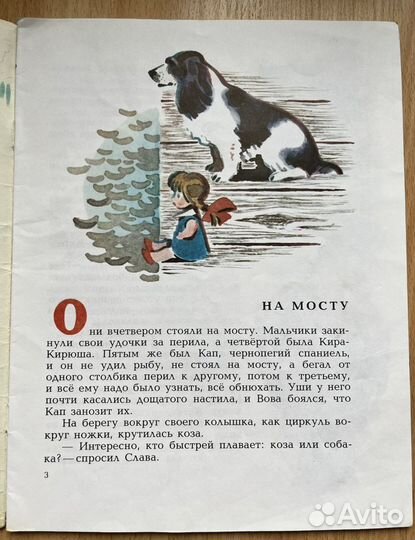 НА МОСТУ
Они вчетвером стояли на мосту. Мальчики заки-
нули свои удочки за перила, а четвёртой была Кира-
Кирюша. Пятым же был Кап, чернопегий спаниель,
и он не удил рыбу, не стоял на мосту, а бегал от
одного столбика перил к другому, потом к третьему,
и всё ему надо было узнать, всё обнюхать. Уши у него
почти касались дощатого настила, и Вова боялся, что
Кап занозит их.
На берегу вокруг своего колышка, как циркуль во-
круг ножки, крутилась коза.
— Интересно, кто быстрей плавает: коза или соба-
ка? — спросил Слава.
3
Avito